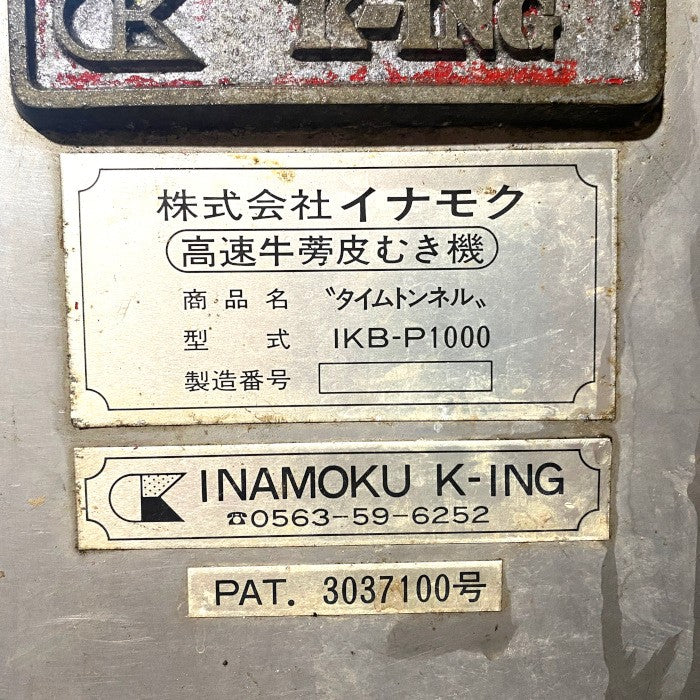 K-ING
株式会社イナモク
高速牛蒡皮むき機
商品名 〝タイムトンネル〟
型式 IKB-P1000
製造番号
INAMOKU K-ING
☎0563-59-6252
PAT. 3037100号